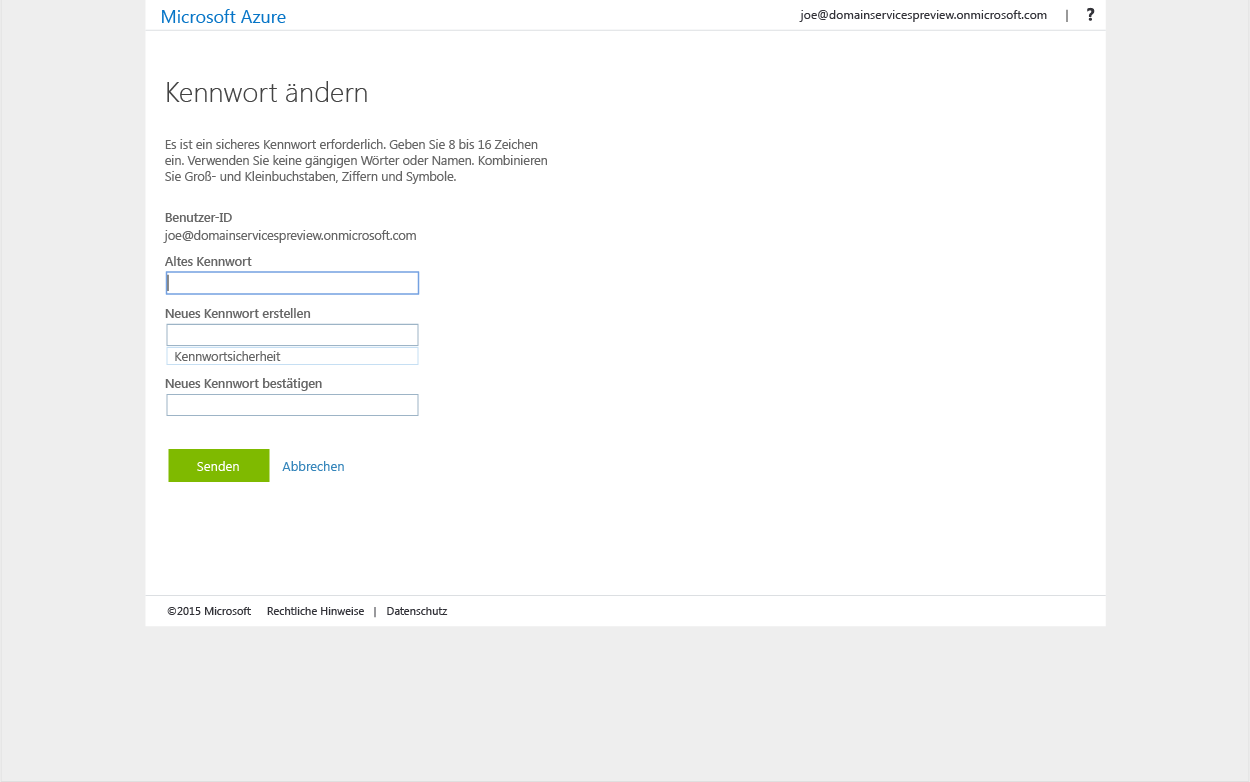 Microsoft Azure
joe@domainservicespreview.onmicrosoft.com | ?
Kennwort ändern
Es ist ein sicheres Kennwort erforderlich. Geben Sie 8 bis 16 Zeichen
ein. Verwenden Sie keine gängigen Wörter oder Namen. Kombinieren
Sie Groß- und Kleinbuchstaben, Ziffern und Symbole.
Benutzer-ID
joe@domainservicespreview.onmicrosoft.com
Altes Kennwort
Neues Kennwort erstellen
Kennwortsicherheit
Neues Kennwort bestätigen
Senden Abbrechen
©2015 Microsoft Rechtliche Hinweise | Datenschutz